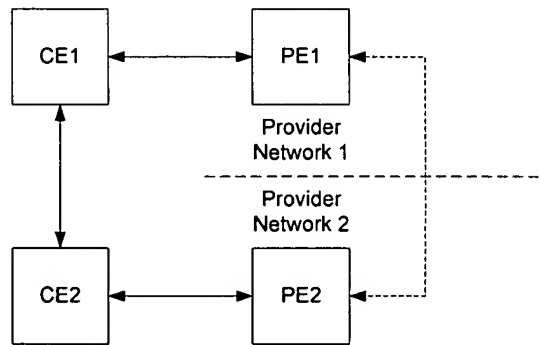 CE1
PE1
Provider
Network 1
Provider
Network 2
CE2
PE2